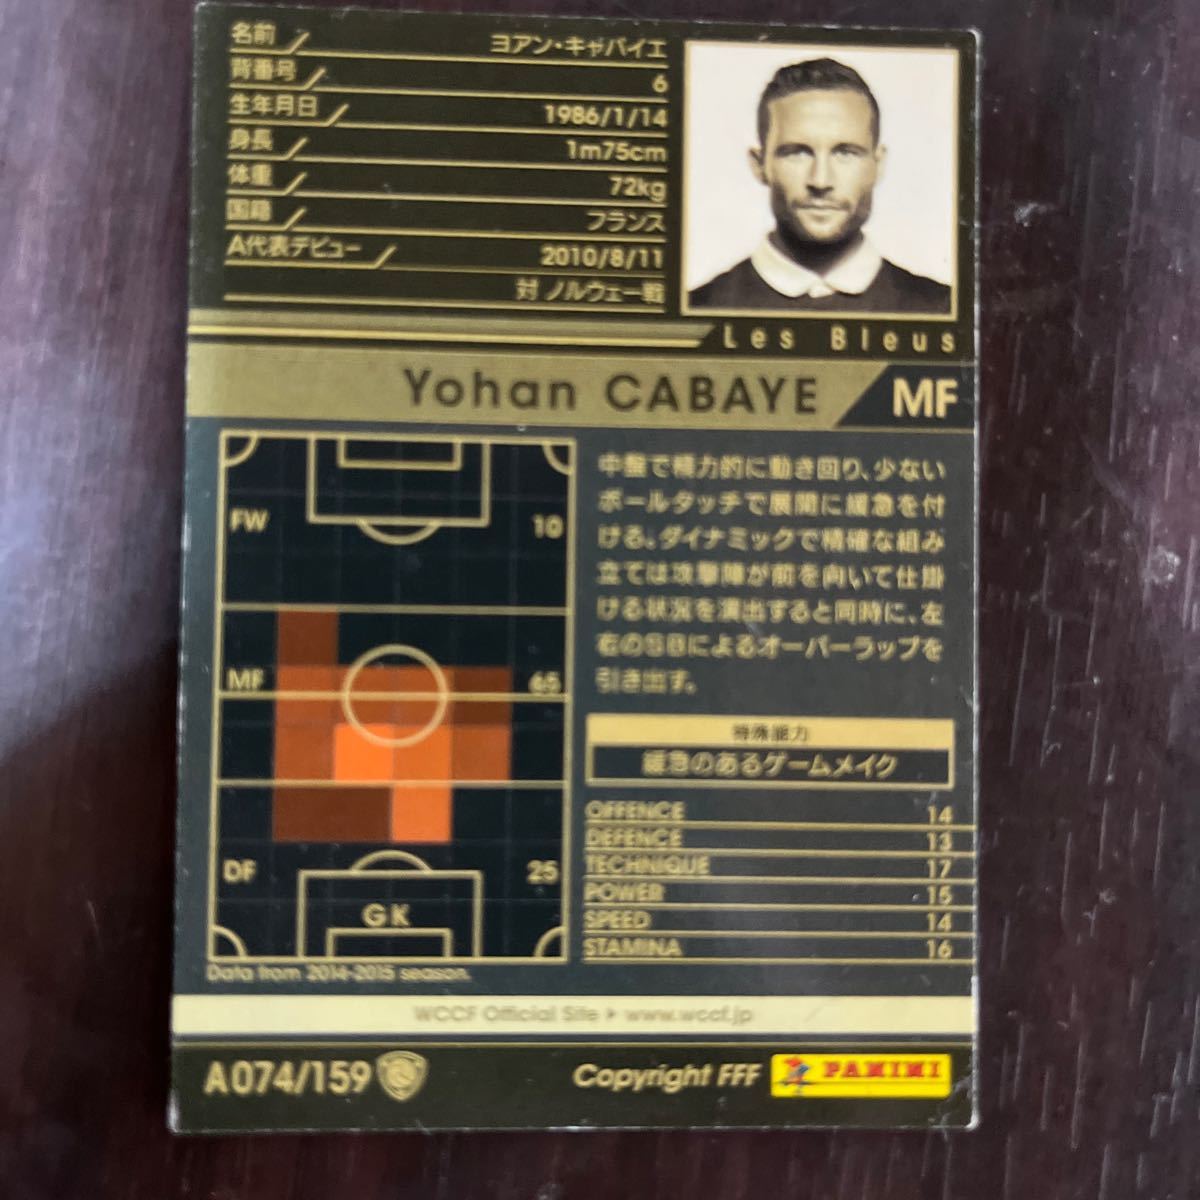 名前 ヨアン・キャバイエ
背番号 6
生年月日 1986/1/14
身長 1m75cm
体重 72kg
国籍 フランス
A代表デビュー 2010/8/11
対 ノルウェー戦
Les Bleus
Yohan CABAYE MF
FW 10
MF 65
DF 25
GK
Data from 2014-2015 season.
中盤で精力的に動き回り、少ない
ボールタッチで展開に緩急を付
ける。ダイナミックで精確な組み
立ては攻撃陣が前を向いて仕掛
ける状況を演出すると同時に、左
右のSBによるオーバーラップを
引き出す。
特殊能力
緩急のあるゲームメイク
OFFENCE 14
DEFENCE 13
TECHNIQUE 17
POWER 15
SPEED 14
STAMINA 16
WCCF Official Site ▶ www.wccf.jp
A074/159
Copyright FFF
PANINI